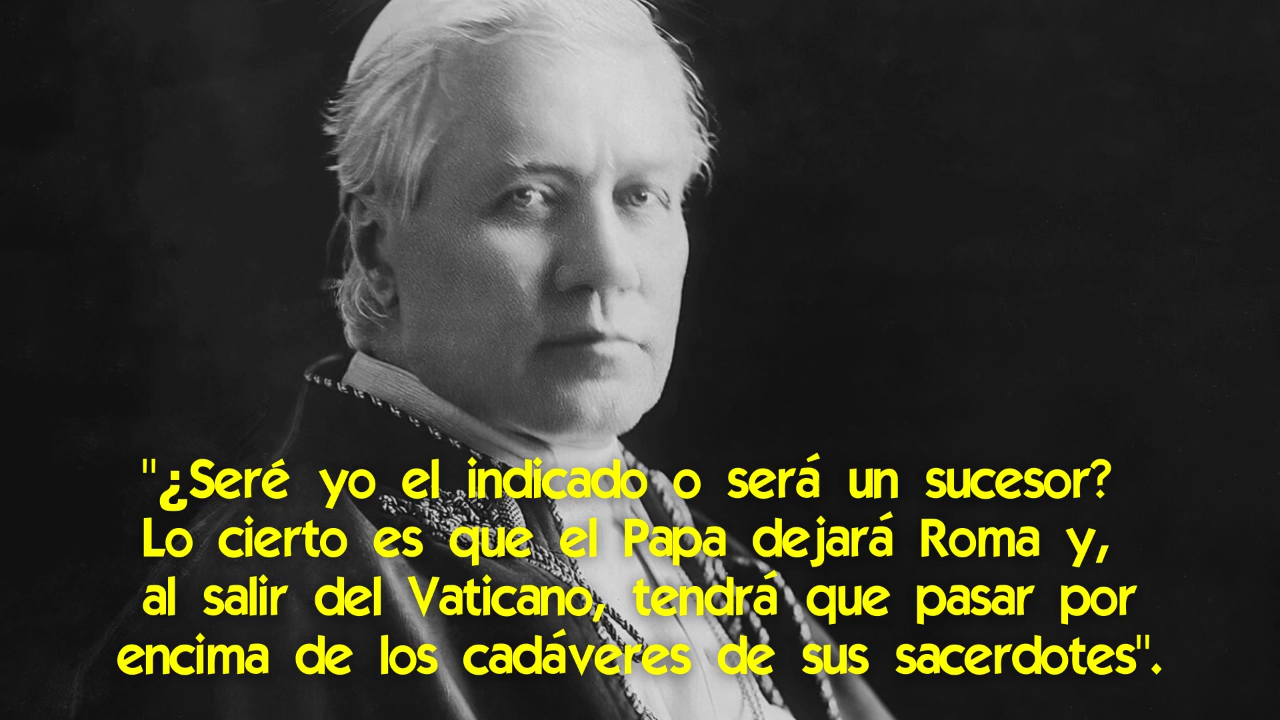 "¿Seré yo el indicado o será un sucesor?
Lo cierto es que el Papa dejará Roma y,
al salir del Vaticano, tendrá que pasar por
encima de los cadáveres de sus sacerdotes".